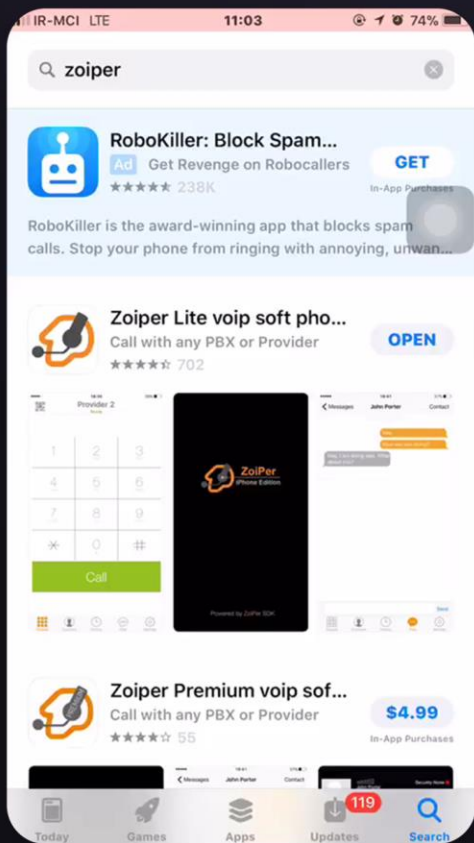 IR-MCI LTE 11:03 74%
zoiper
RoboKiller: Block Spam...
Ad Get Revenge on Robocallers
238K
GET
In-App Purchases
RoboKiller is the award-winning app that blocks spam
calls. Stop your phone from ringing with annoying, unwan...
Zoiper Lite voip soft pho...
Call with any PBX or Provider
702
OPEN
Provider 2
1 2 3
4 5 6
7 8 9
* 0 #
Call
ZoiPer
iPhone Edition
Powered by ZoiPer SDK
Messages John Porter Contact
Send
Zoiper Premium voip sof...
Call with any PBX or Provider
55
$4.99
In-App Purchases
Messages John Porter Contact
Today Games Apps Updates Search
119